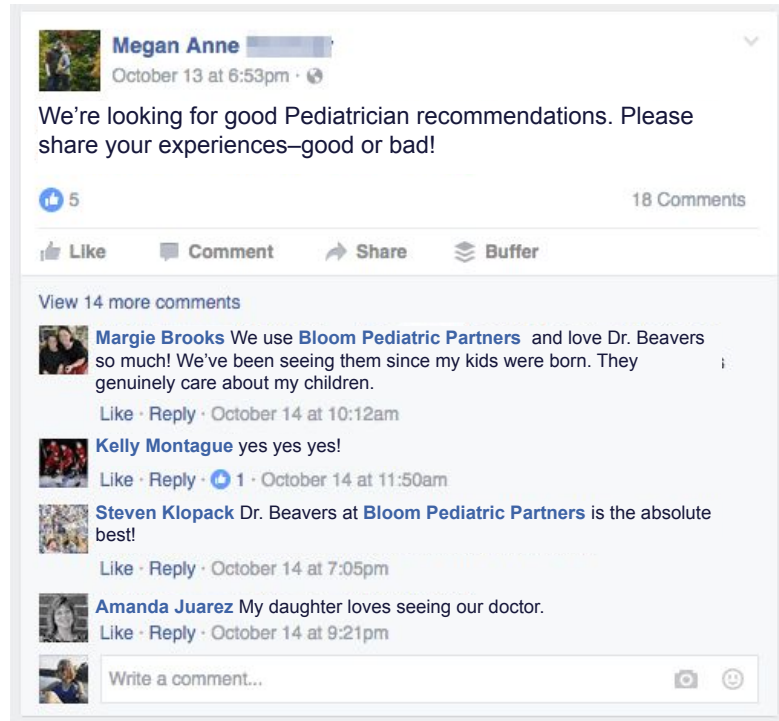 Megan Anne
October 13 at 6:53pm ·
We're looking for good Pediatrician recommendations. Please
share your experiences–good or bad!
5
18 Comments
Like Comment Share Buffer
View 14 more comments
Margie Brooks We use Bloom Pediatric Partners and love Dr. Beavers
so much! We've been seeing them since my kids were born. They
genuinely care about my children.
Like · Reply · October 14 at 10:12am
Kelly Montague yes yes yes!
Like · Reply · 1 · October 14 at 11:50am
Steven Klopack Dr. Beavers at Bloom Pediatric Partners is the absolute
best!
Like · Reply · October 14 at 7:05pm
Amanda Juarez My daughter loves seeing our doctor.
Like · Reply · October 14 at 9:21pm
Write a comment...